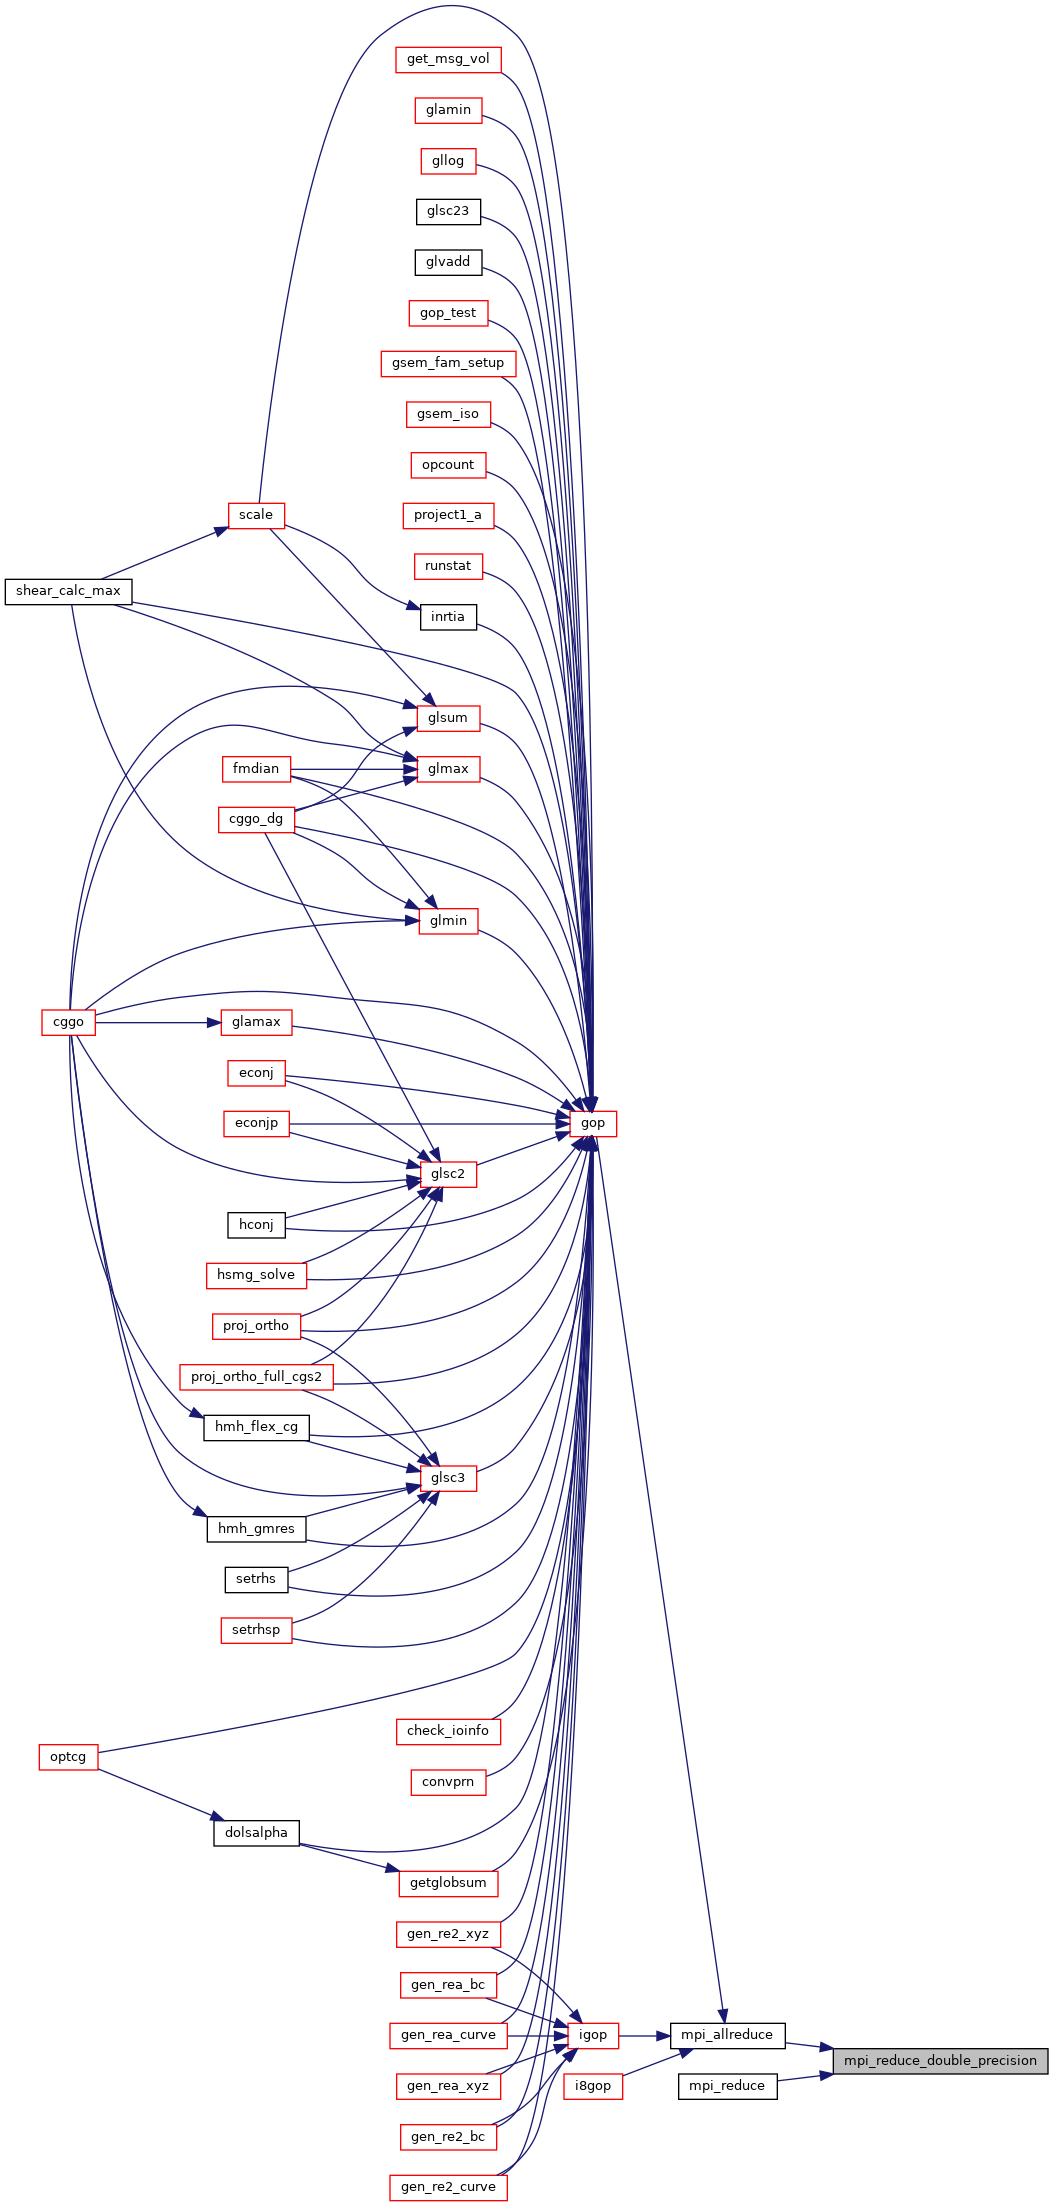 get_msg_vol
glamin
gllog
glsc23
glvadd
gop_test
gsem_fam_setup
gsem_iso
opcount
scale
project1_a
runstat
shear_calc_max
inrtia
glsum
fmdian
glmax
cggo_dg
glmin
cggo
glamax
econj
econjp
gop
glsc2
hconj
hsmg_solve
proj_ortho
proj_ortho_full_cgs2
hmh_flex_cg
glsc3
hmh_gmres
setrhs
setrhsp
check_ioinfo
optcg
convprn
dolsalpha
getglobsum
gen_re2_xyz
gen_rea_bc
gen_rea_curve
igop
mpi_allreduce
mpi_reduce_double_precision
gen_rea_xyz
i8gop
mpi_reduce
gen_re2_bc
gen_re2_curve